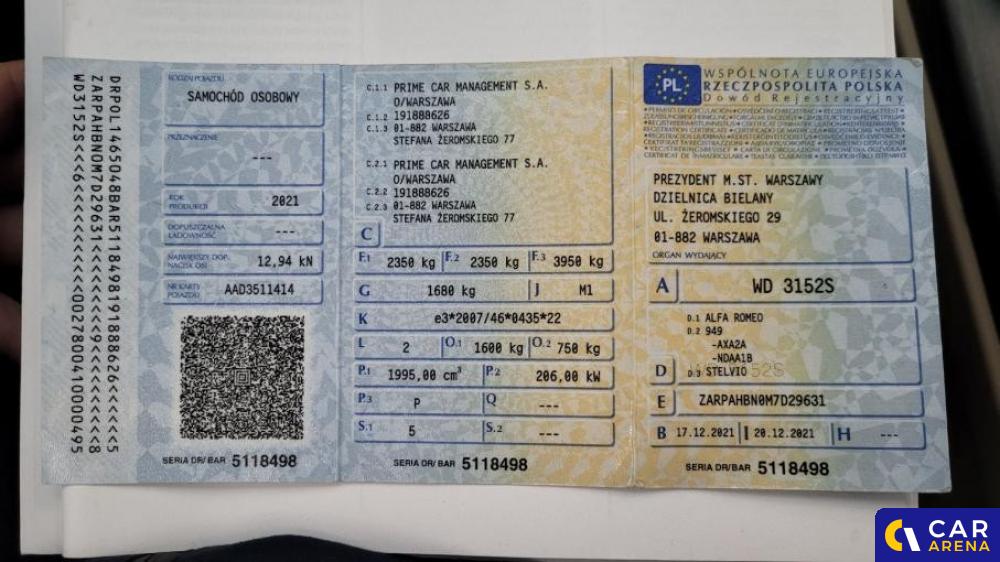 DRPOL1465048BAR5118498191888626<<<<<5
ZARPAHBN0M7D29631<
WD3152S<<6<
RODZAJ POJAZDU
SAMOCHÓD OSOBOWY
PRZEZNACZENIE
---
ROK PRODUKCJI
2021
DOPUSZCZALNA ŁADOWNOŚĆ
---
NAJWIĘKSZY DOP. NACISK OSI
12,94 kN
NR KARTY POJAZDU
AAD3511414
SERIA DR/BAR 5118498
C.1.1 PRIME CAR MANAGEMENT S.A.
O/WARSZAWA
C.1.2 191888626
C.1.3 01-882 WARSZAWA
STEFANA ŻEROMSKIEGO 77
C.2.1 PRIME CAR MANAGEMENT S.A.
O/WARSZAWA
C.2.2 191888626
C.2.3 01-882 WARSZAWA
STEFANA ŻEROMSKIEGO 77
C
F.1 2350 kg F.2 2350 kg F.3 3950 kg
G 1680 kg J M1
K e3*2007/46*0435*22
L 2 O.1 1600 kg O.2 750 kg
P.1 1995,00 cm³ P.2 206,00 kW
P.3 P Q ---
S.1 5 S.2 ---
SERIA DR/BAR 5118498
PL
WSPÓLNOTA EUROPEJSKA
RZECZPOSPOLITA POLSKA
Dowód Rejestracyjny
PREZYDENT M.ST. WARSZAWY
DZIELNICA BIELANY
UL. ŻEROMSKIEGO 29
01-882 WARSZAWA
ORGAN WYDAJĄCY
A WD 3152S
D.1 ALFA ROMEO
D.2 949
-AXA2A
-NDAA1B
D D.3 STELVIO
E ZARPAHBN0M7D29631
B 17.12.2021 I 20.12.2021 H ---
SERIA DR/BAR 5118498
CAR
ARENA